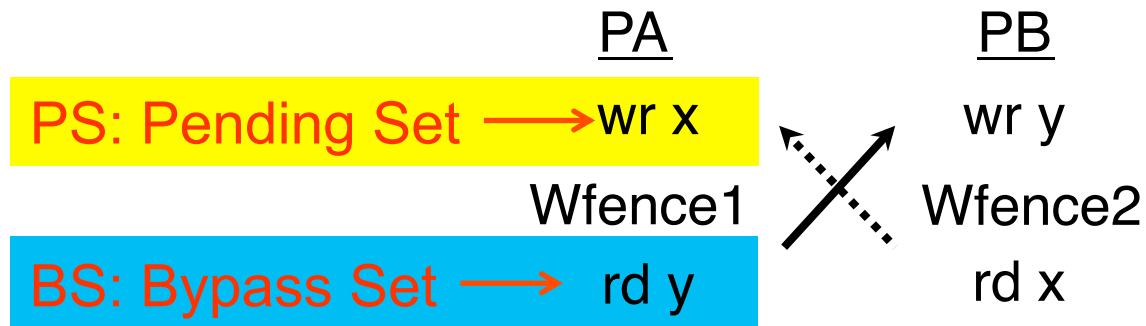 PA PB
PS: Pending Set wr x wr y
Wfence1 Wfence2
BS: Bypass Set rd y rd x